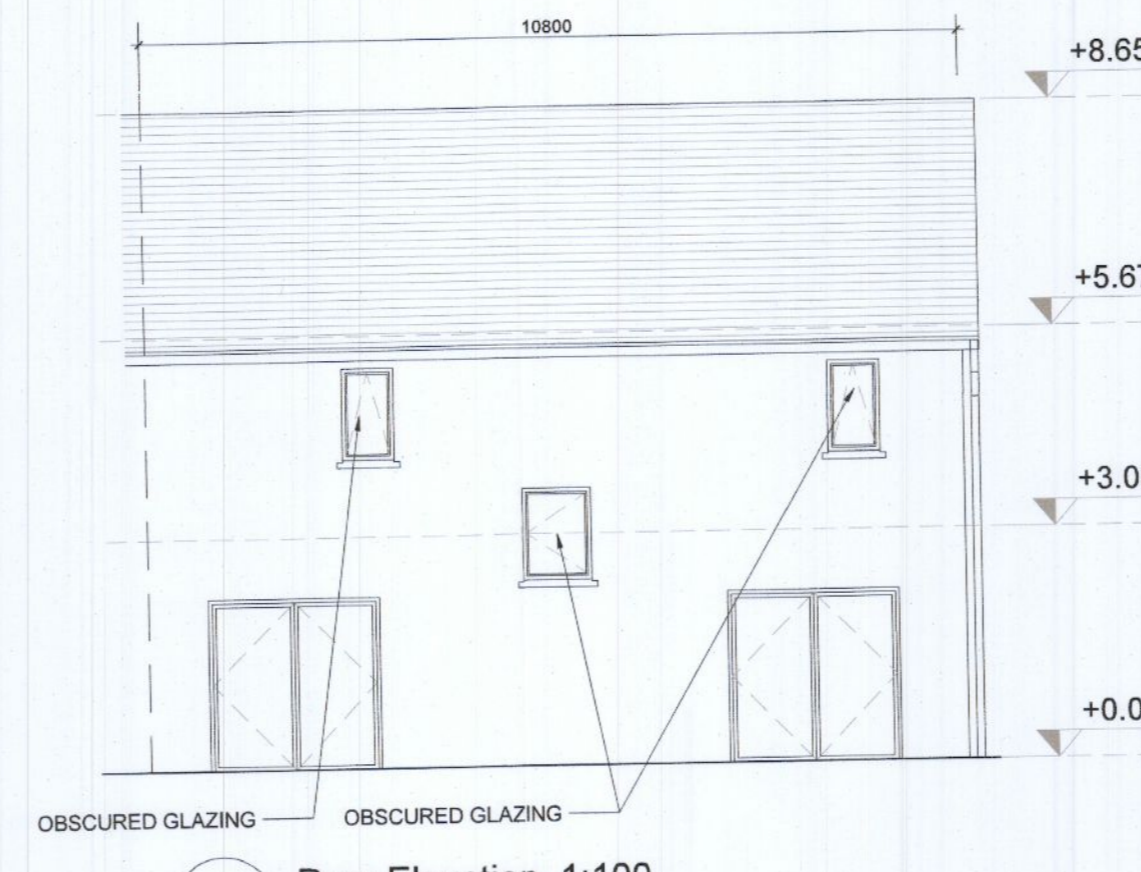 10800
+8.65
+5.67
+3.0
+0.0
OBSCURED GLAZING
OBSCURED GLAZING
Elevation 1:100